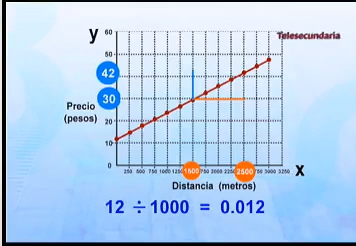 y
Telesecundaria
60
50
42
40
30
Precio
(pesos)
20
10
0
250 500 750 1000 1250 1500 1750 2000 2250 2500 2750 3000 3250
X
Distancia (metros)
12 ÷ 1000 = 0.012